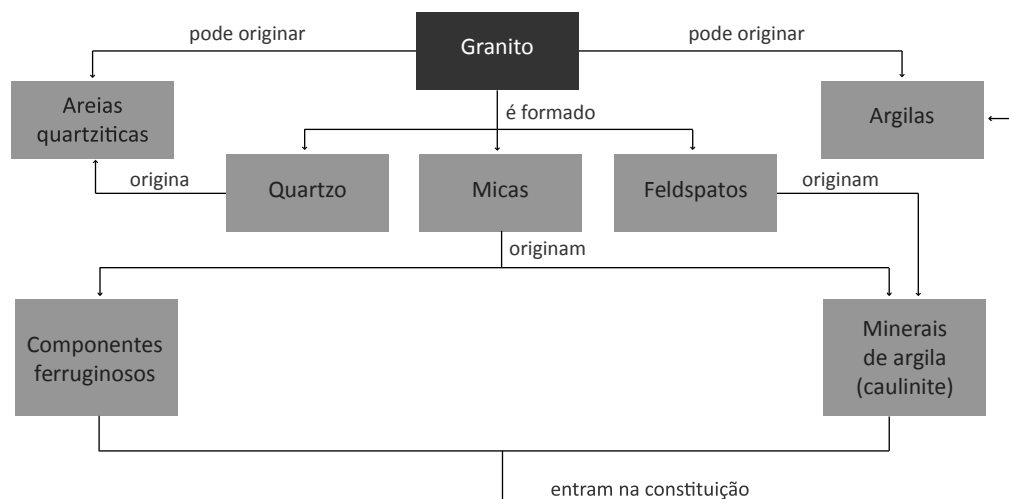 pode originar
Granito
pode originar
Areias
quartziticas
é formado
Argilas
origina
Quartzo
Micas
Feldspatos
originam
originam
Componentes
ferruginosos
Minerais
de argila
(caulinite)
entram na constituição